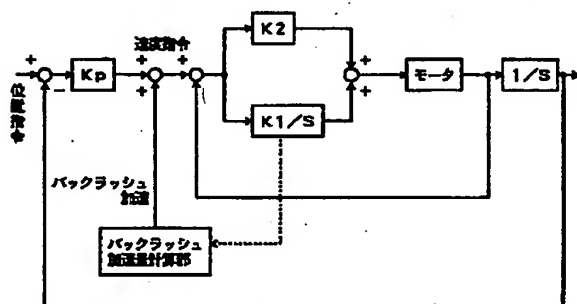 速度指令
K2
+
+
+
+
+
Kp
+
−
モータ
1/S
+
K1/S
位置指令
バックラッシュ
加速
バックラッシュ
加速量計算部